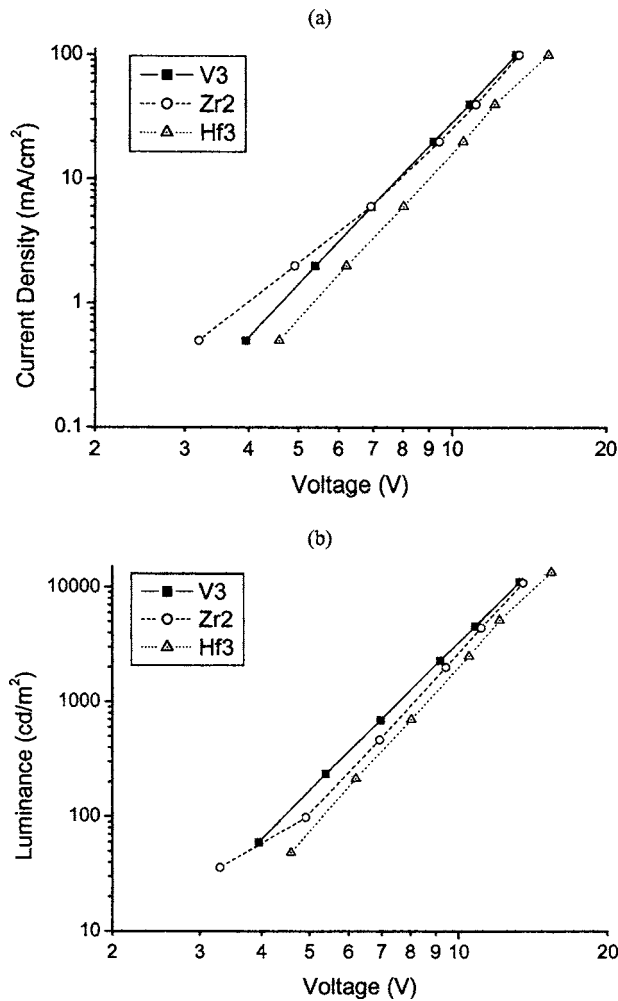 (a)
100
10
1
0.1
Current Density (mA/cm²)
V3
Zr2
Hf3
2 3 4 5 6 7 8 9 10 20
Voltage (V)
(b)
10000
1000
100
10
Luminance (cd/m²)
V3
Zr2
Hf3
2 3 4 5 6 7 8 9 10 20
Voltage (V)